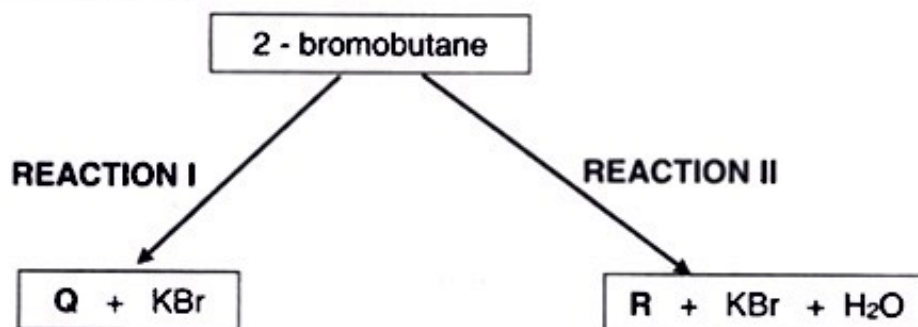 2 - bromobutane
REACTION I
REACTION II
Q + KBr
R + KBr + H₂O